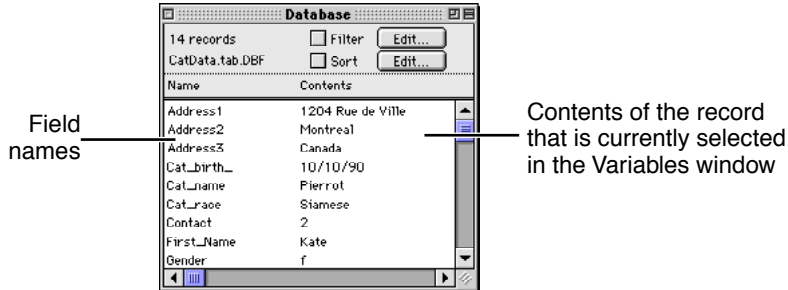 Database
14 records Filter Edit...
CatData.tab.DBF Sort Edit...
Name Contents
Address1 1204 Rue de Ville
Address2 Montreal
Address3 Canada
Cat_birth_ 10/10/90
Cat_name Pierrot
Cat_race Siamese
Contact 2
First_Name Kate
Gender f
Field
names
Contents of the record
that is currently selected
in the Variables window